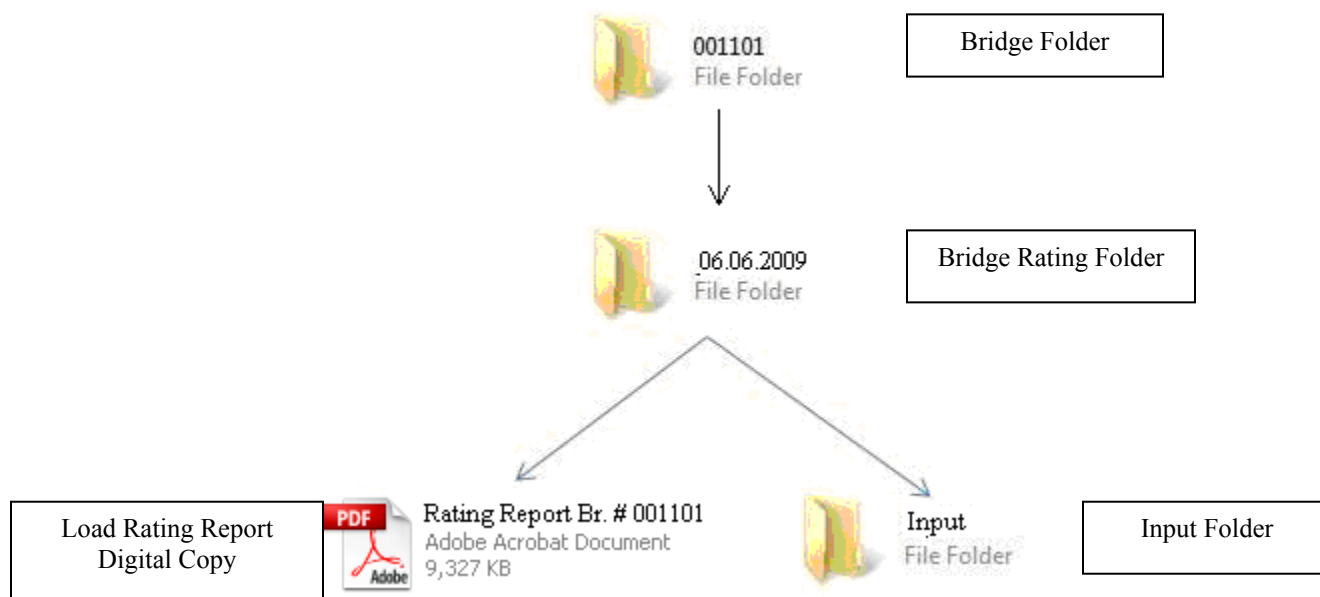 001101
File Folder
Bridge Folder
06.06.2009
File Folder
Bridge Rating Folder
Load Rating Report
Digital Copy
PDF
Adobe
Rating Report Br. # 001101
Adobe Acrobat Document
9,327 KB
Input
File Folder
Input Folder